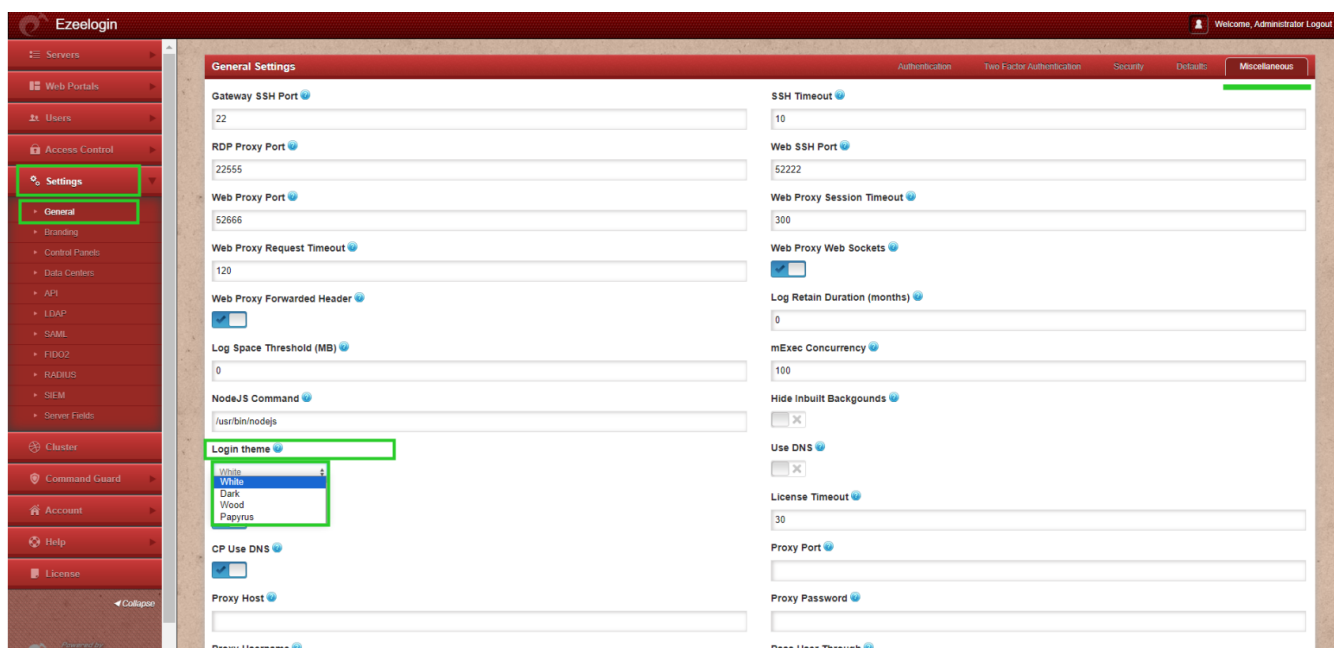 Ezeelogin
Welcome, Administrator Logout
Servers
Web Portals
Users
Access Control
Settings
General
Branding
Control Panels
Data Centers
API
LDAP
SAML
FIDO2
RADIUS
SIEM
Server Fields
Cluster
Command Guard
Account
Help
License
Collapse
General Settings
Authentication
Two Factor Authentication
Security
Defaults
Miscellaneous
Gateway SSH Port
22
SSH Timeout
10
RDP Proxy Port
22555
Web SSH Port
52222
Web Proxy Port
52666
Web Proxy Session Timeout
300
Web Proxy Request Timeout
120
Web Proxy Web Sockets
Web Proxy Forwarded Header
Log Retain Duration (months)
0
Log Space Threshold (MB)
0
mExec Concurrency
100
NodeJS Command
/usr/bin/nodejs
Hide Inbuilt Backgounds
Login theme
White
White
Dark
Wood
Papyrus
Use DNS
License Timeout
30
CP Use DNS
Proxy Port
Proxy Host
Proxy Password
Proxy Username
Pass User Through